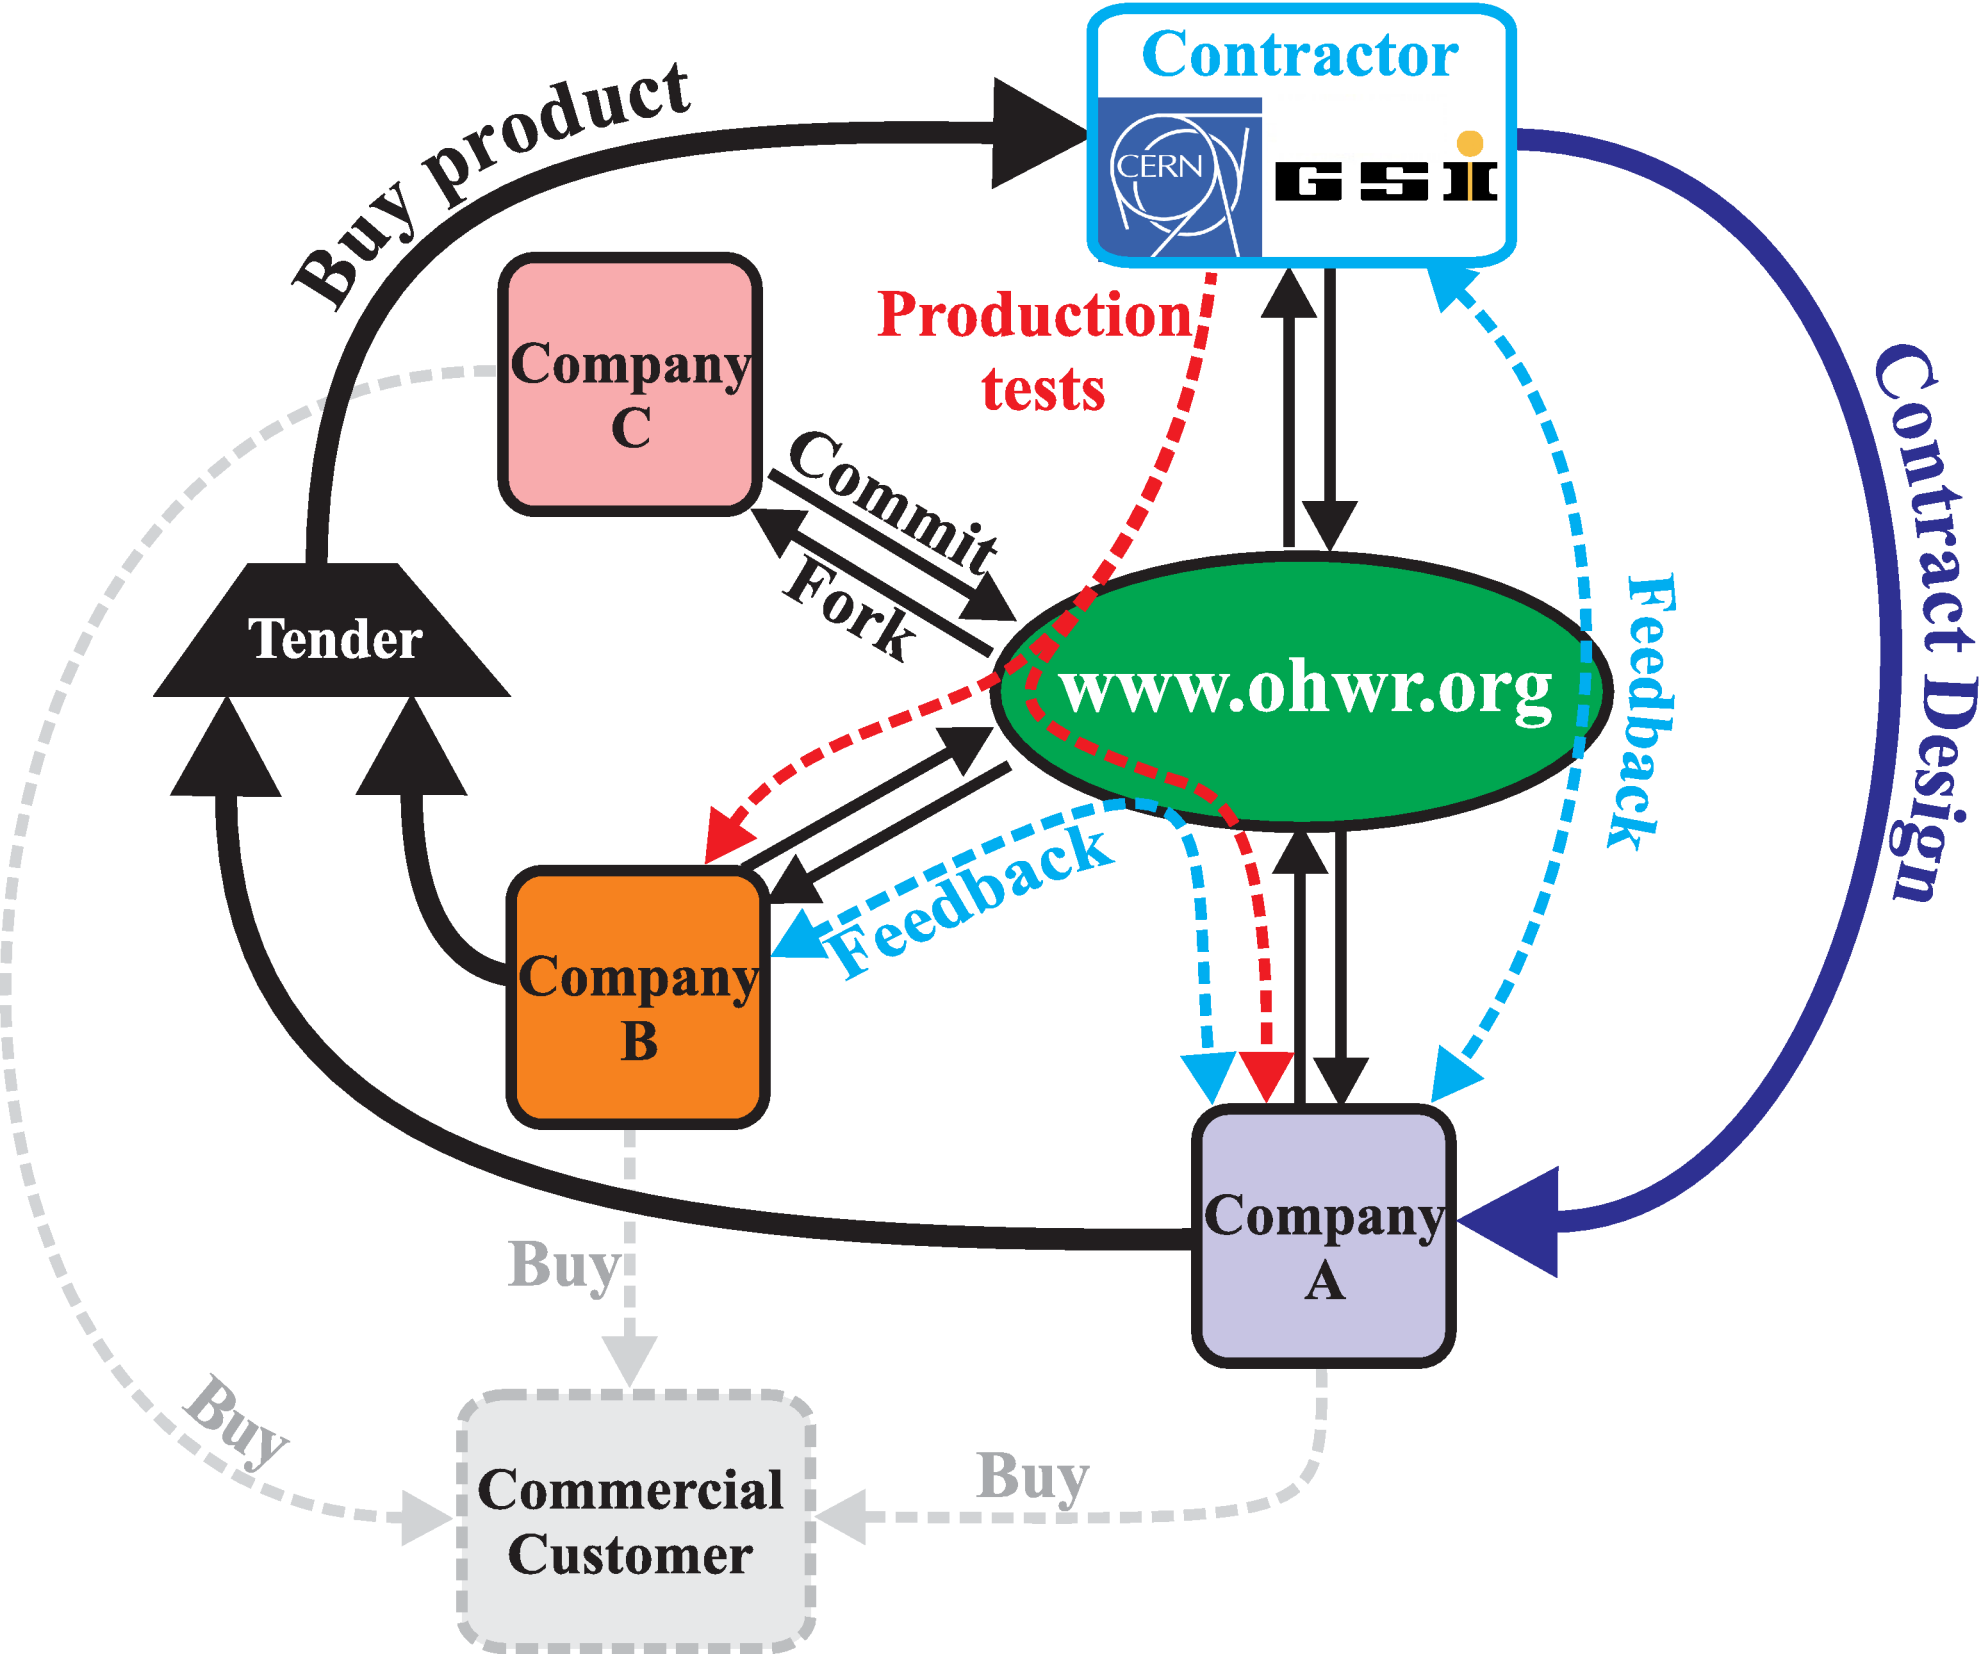 Contractor
CERN
GSI
Buy product
Company
C
Production
tests
Commit
Fork
Contract Design
Feedback
Tender
www.ohwr.org
Feedback
Company
B
Company
A
Buy
Buy
Buy
Commercial
Customer